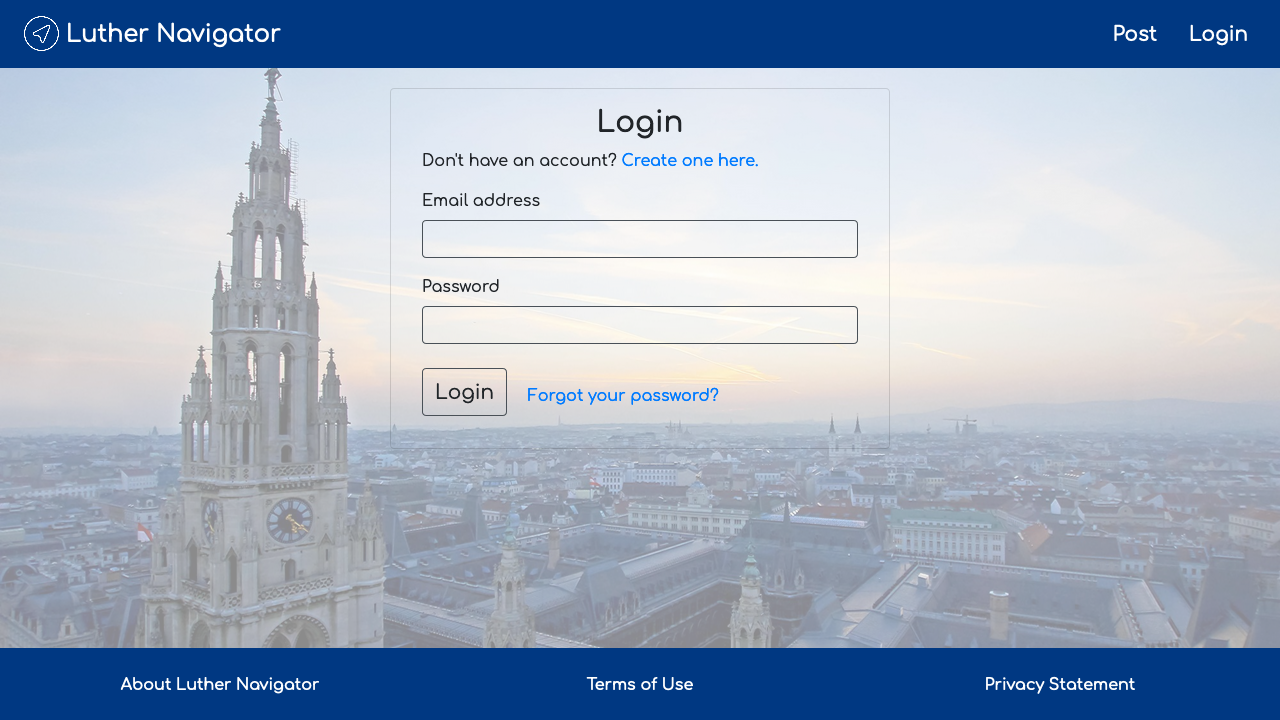 Luther Navigator
Post
Login
Login
Don't have an account? Create one here.
Email address
Password
Login
Forgot your password?
About Luther Navigator
Terms of Use
Privacy Statement